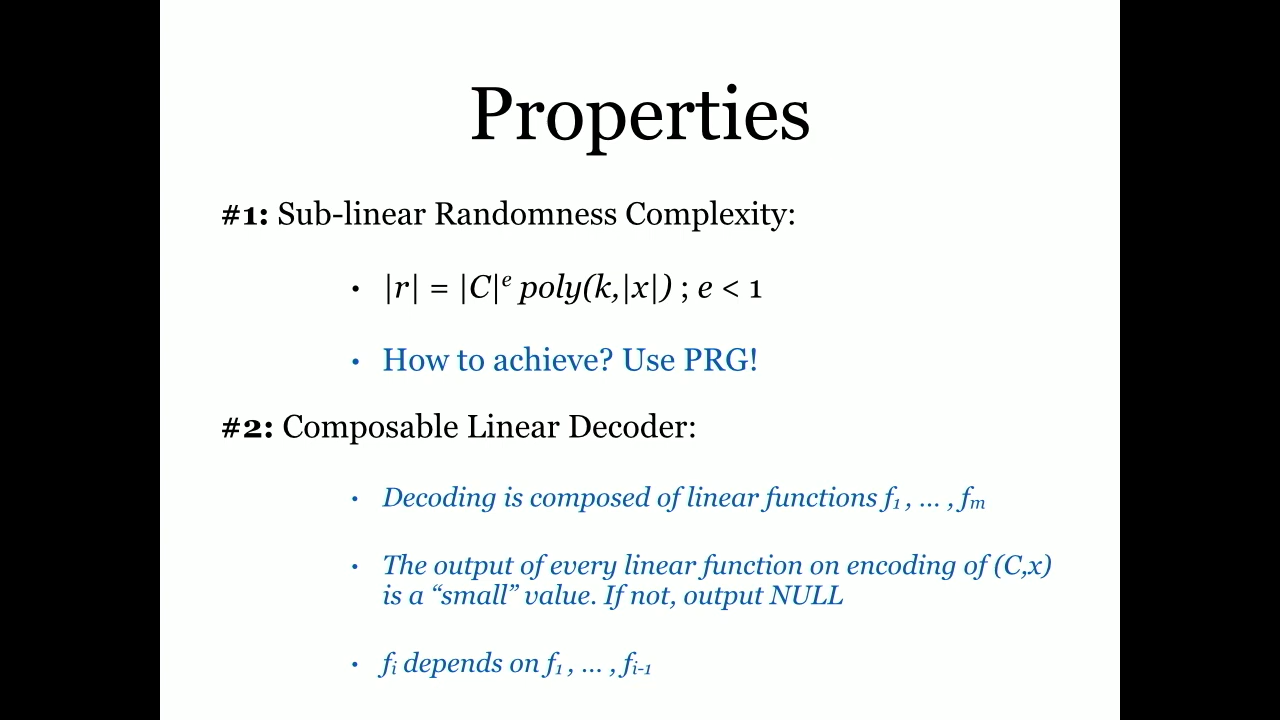 Properties
#1: Sub-linear Randomness Complexity:
• |r| = |C|ᵉ poly(k,|x|) ; e < 1
• How to achieve? Use PRG!
#2: Composable Linear Decoder:
• Decoding is composed of linear functions f₁ , ... , fₘ
• The output of every linear function on encoding of (C,x)
is a “small” value. If not, output NULL
• fᵢ depends on f₁ , ... , fᵢ₋₁